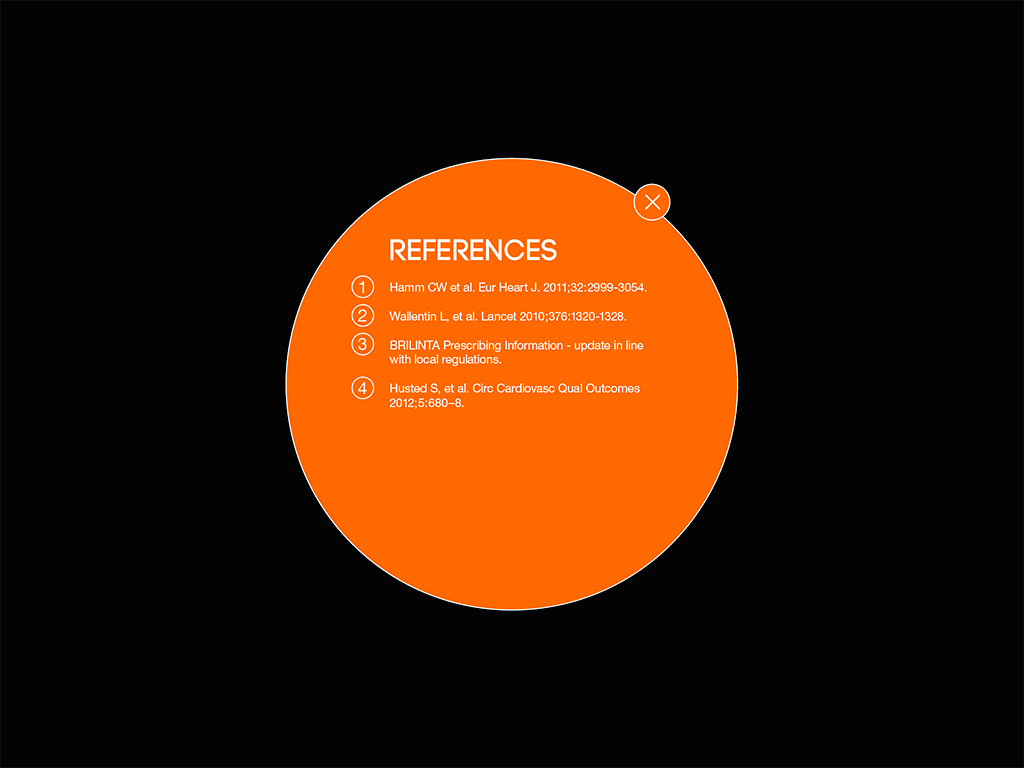 REFERENCES
1 Hamm CW et al. Eur Heart J. 2011;32:2999-3054.
2 Wallentin L, et al. Lancet 2010;376:1320-1328.
3 BRILINTA Prescribing Information - update in line
with local regulations.
4 Husted S, et al. Circ Cardiovasc Qual Outcomes
2012;5:680–8.